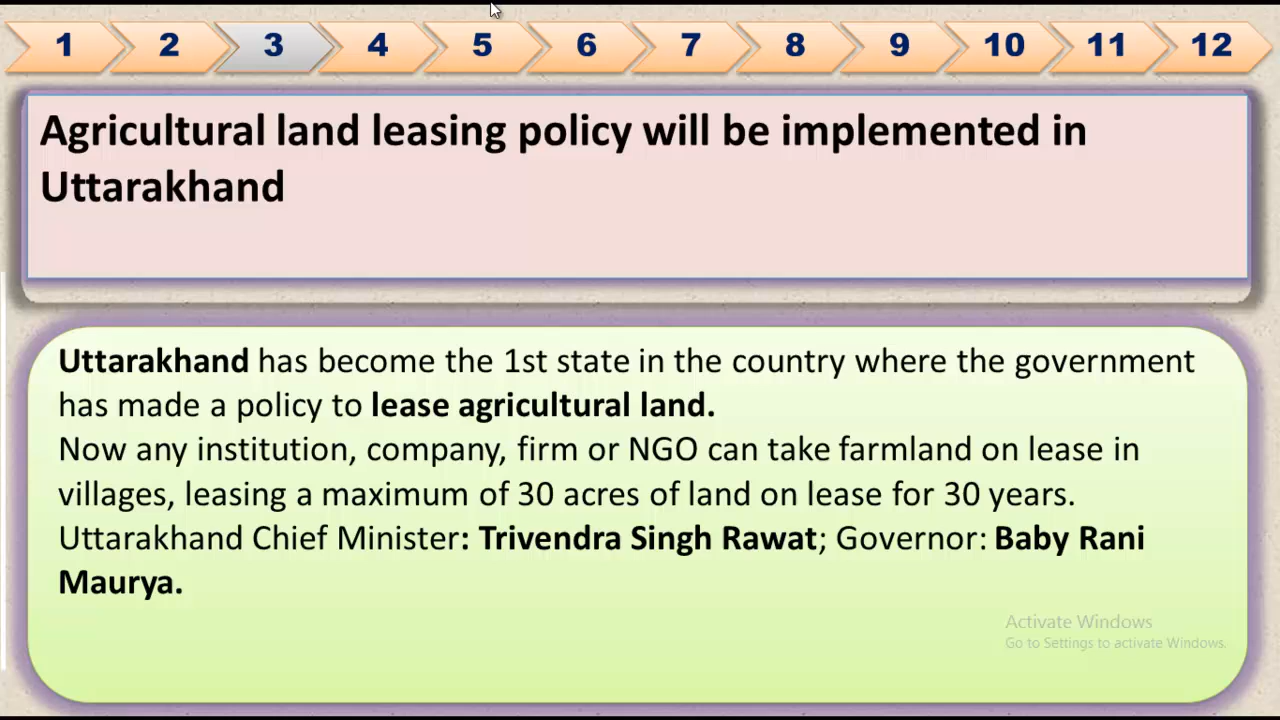 1 2 3 4 5 6 7 8 9 10 11 12
Agricultural land leasing policy will be implemented in
Uttarakhand
Uttarakhand has become the 1st state in the country where the government
has made a policy to lease agricultural land.
Now any institution, company, firm or NGO can take farmland on lease in
villages, leasing a maximum of 30 acres of land on lease for 30 years.
Uttarakhand Chief Minister: Trivendra Singh Rawat; Governor: Baby Rani
Maurya.
Activate Windows
Go to Settings to activate Windows.